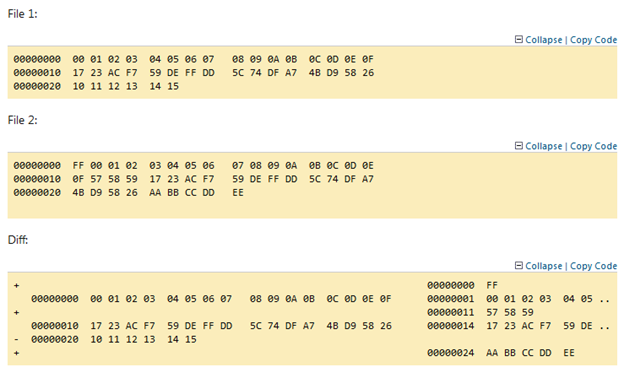 File 1:
Collapse | Copy Code
00000000 00 01 02 03 04 05 06 07 08 09 0A 0B 0C 0D 0E 0F
00000010 17 23 AC F7 59 DE FF DD 5C 74 DF A7 4B D9 58 26
00000020 10 11 12 13 14 15
File 2:
Collapse | Copy Code
00000000 FF 00 01 02 03 04 05 06 07 08 09 0A 0B 0C 0D 0E
00000010 0F 57 58 59 17 23 AC F7 59 DE FF DD 5C 74 DF A7
00000020 4B D9 58 26 AA BB CC DD EE
Diff:
Collapse | Copy Code
+ 00000000 FF
00000000 00 01 02 03 04 05 06 07 08 09 0A 0B 0C 0D 0E 0F 00000001 00 01 02 03 04 05 ..
+ 00000011 57 58 59
00000010 17 23 AC F7 59 DE FF DD 5C 74 DF A7 4B D9 58 26 00000014 17 23 AC F7 59 DE ..
- 00000020 10 11 12 13 14 15
+ 00000024 AA BB CC DD EE